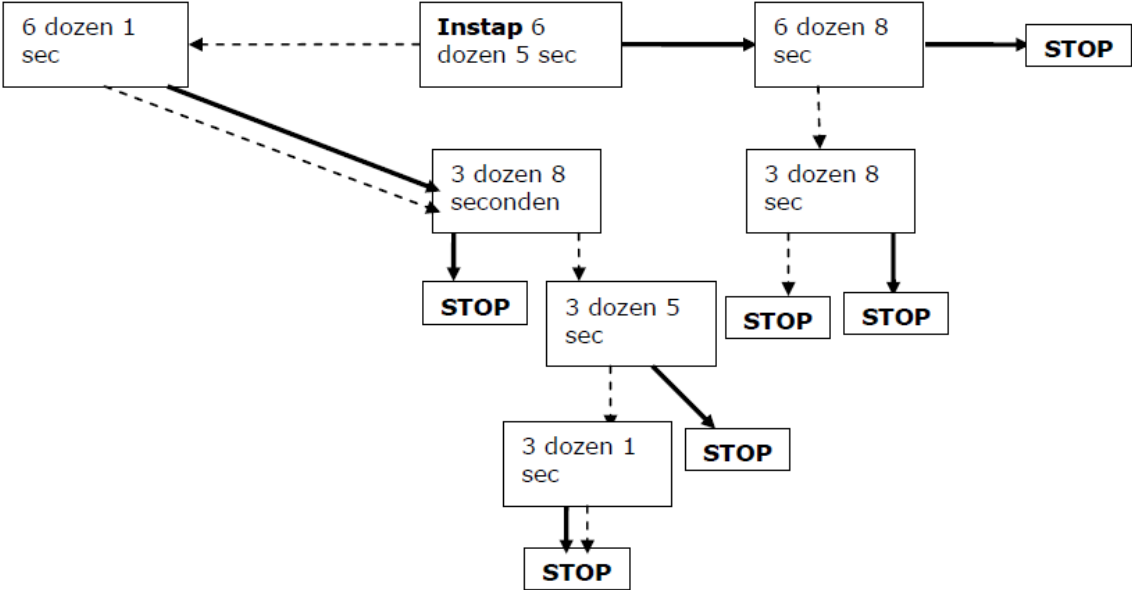 6 dozen 1
sec
Instap 6
dozen 5 sec
6 dozen 8
sec
STOP
3 dozen 8
seconden
3 dozen 8
sec
STOP
3 dozen 5
sec
STOP
STOP
3 dozen 1
sec
STOP
STOP